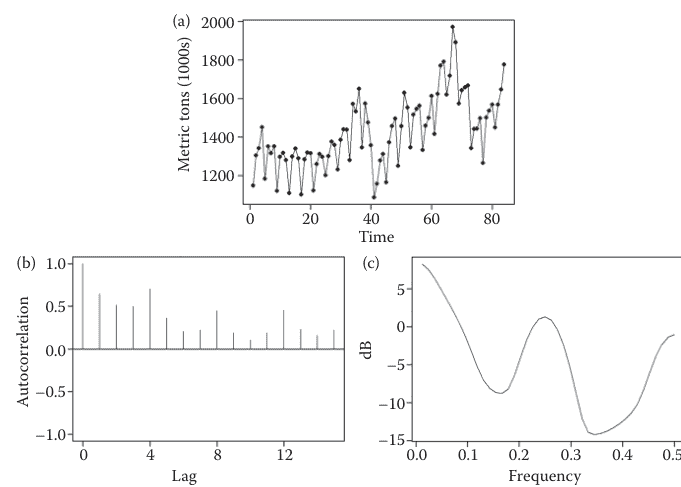 (a)
2000
1800
1600
1400
1200
Metric tons (1000s)
0 20 40 60 80
Time
(b)
1.0
0.5
0.0
−0.5
−1.0
Autocorrelation
0 4 8 12
Lag
(c)
5
0
−5
−10
−15
dB
0.0 0.1 0.2 0.3 0.4 0.5
Frequency